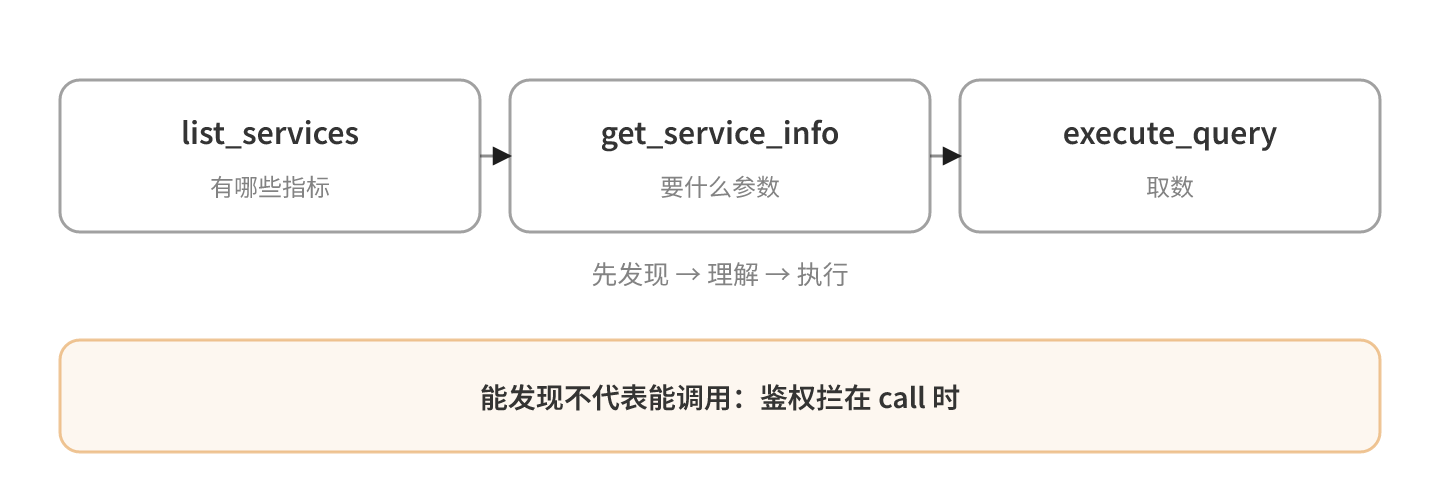 list_services
有哪些指标
get_service_info
要什么参数
execute_query
取数
先发现 → 理解 → 执行
能发现不代表能调用：鉴权拦在 call 时